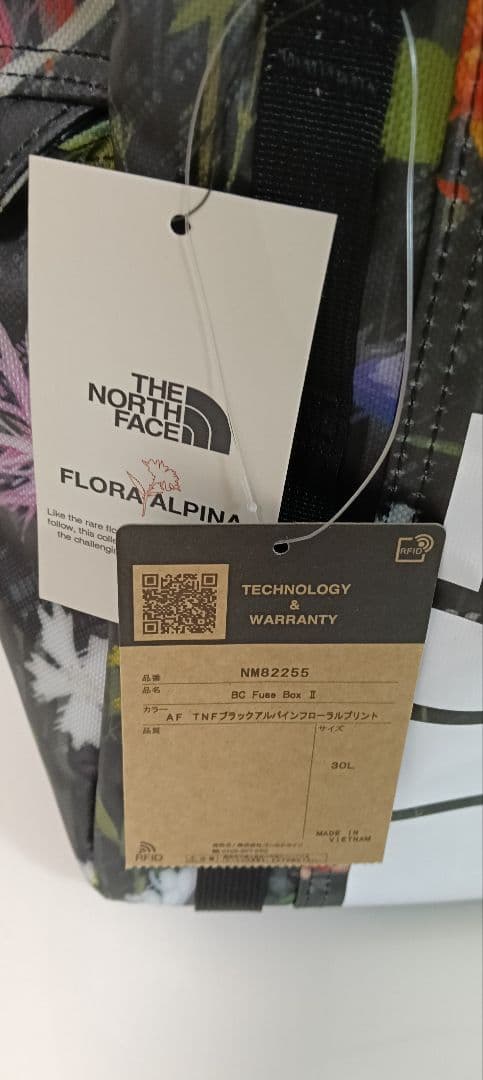 THE
NORTH
FACE
FLORA ALPINA
Like the rare flo
follow, this colle
the challengin
RFID
TECHNOLOGY
&
WARRANTY
品番 NM82255
品名 BC Fuse Box Ⅱ
カラー AF TNFブラックアルパインフローラルプリント
品質 サイズ
30L
MADE IN
VIETNAM
RFID